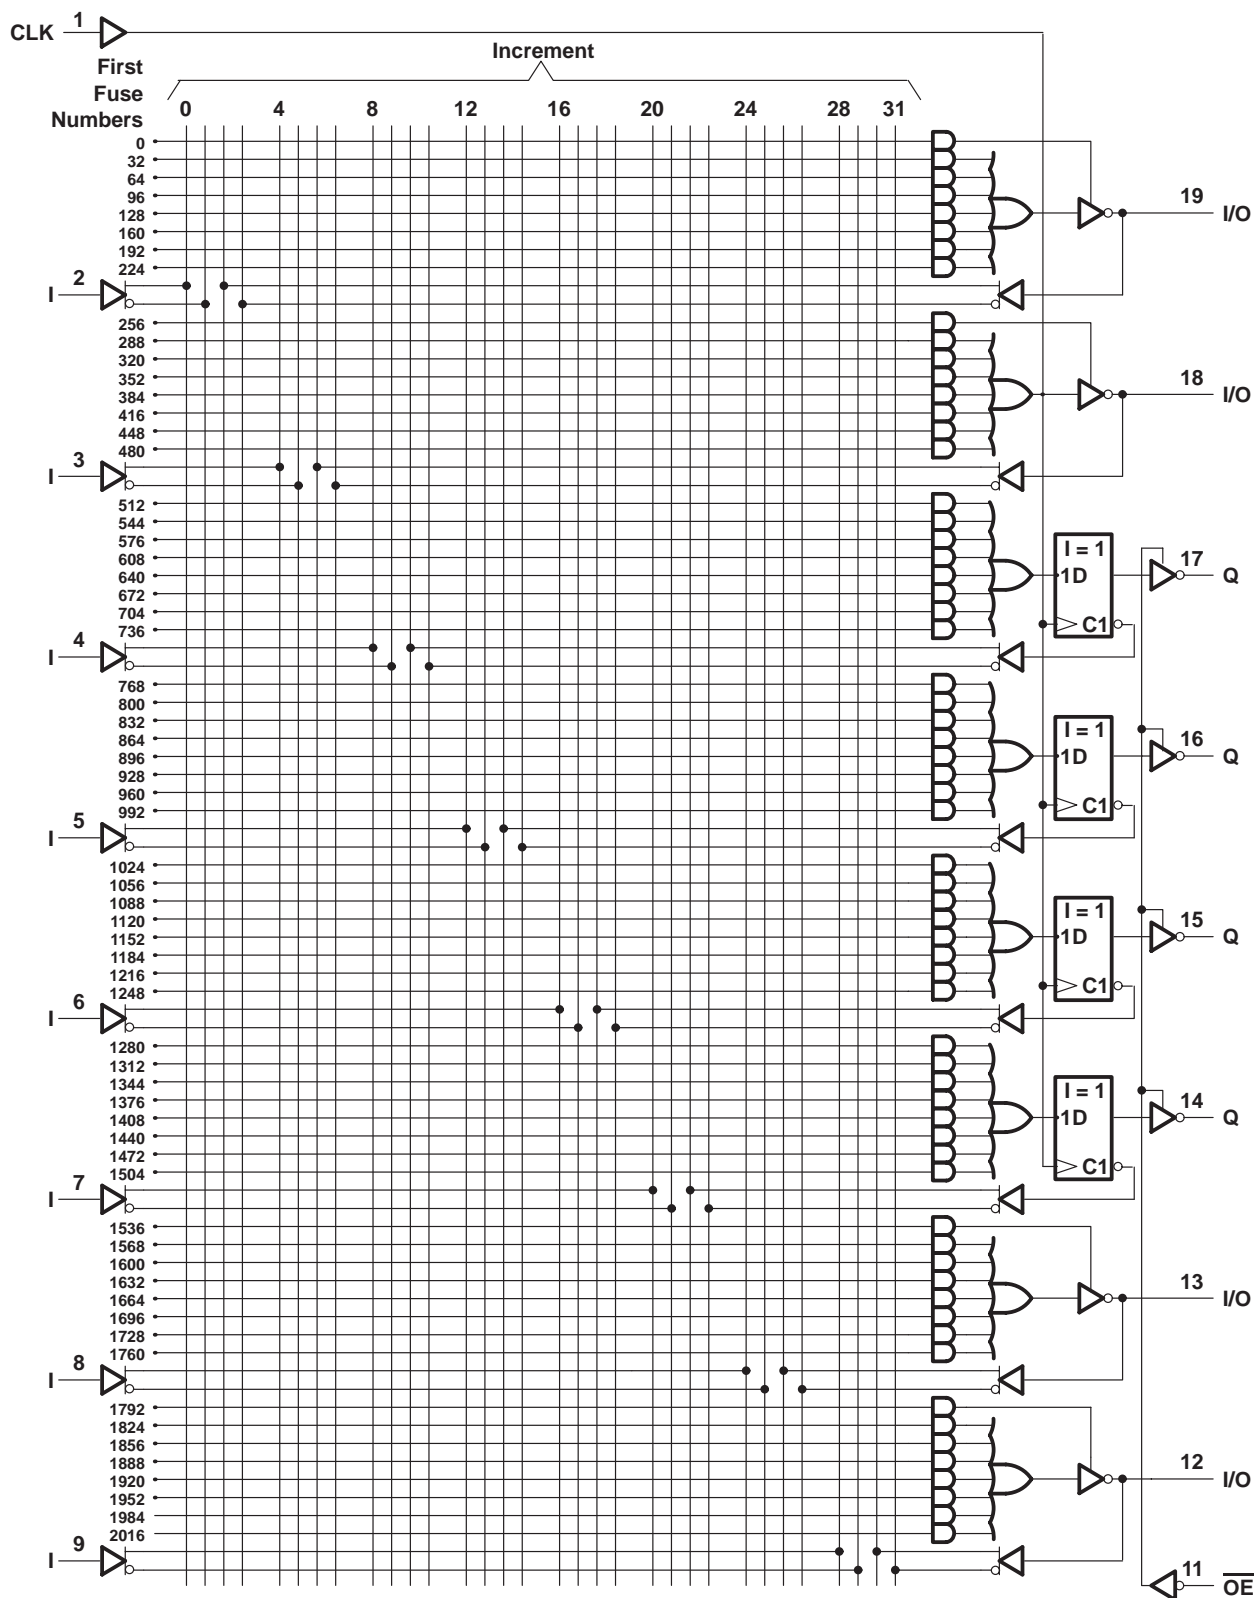 CLK 1
Increment
First
Fuse
Numbers
0 4 8 12 16 20 24 28 31
0
32
64
96
128
160
192
224
19 I/O
I 2
256
288
320
352
384
416
448
480
18 I/O
I 3
512
544
576
608
640
672
704
736
I = 1
1D
C1
17 Q
I 4
768
800
832
864
896
928
960
992
I = 1
1D
C1
16 Q
I 5
1024
1056
1088
1120
1152
1184
1216
1248
I = 1
1D
C1
15 Q
I 6
1280
1312
1344
1376
1408
1440
1472
1504
I = 1
1D
C1
14 Q
I 7
1536
1568
1600
1632
1664
1696
1728
1760
13 I/O
I 8
1792
1824
1856
1888
1920
1952
1984
2016
12 I/O
I 9
11 OE